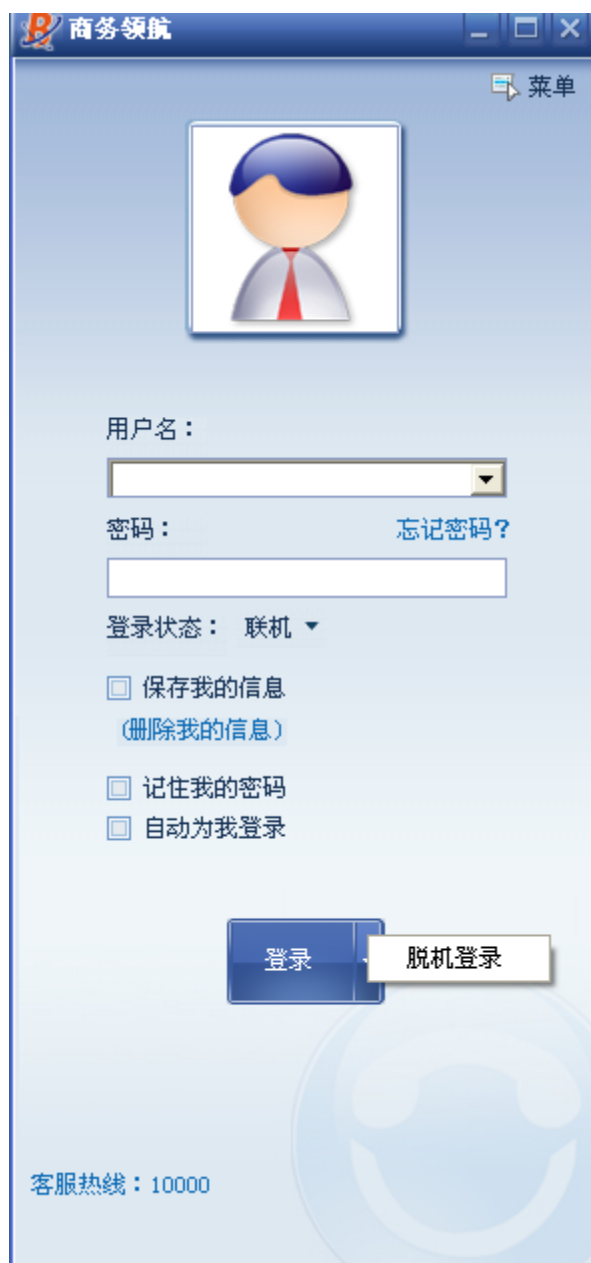 商务领航
菜单
用户名：
密码： 忘记密码?
登录状态： 联机
保存我的信息
(删除我的信息)
记住我的密码
自动为我登录
登录 脱机登录
客服热线：10000